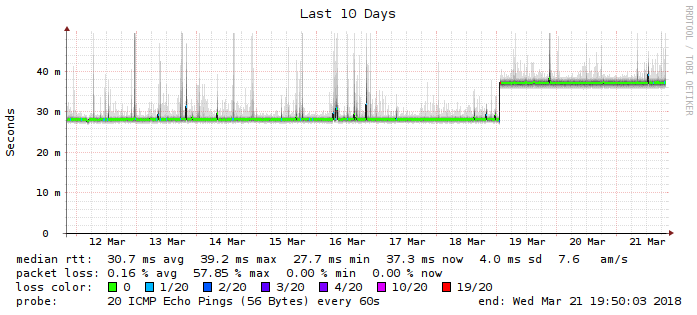 Last 10 Days
RRDTOOL / TOBI OETIKER
Seconds
40 m
30 m
20 m
10 m
0
12 Mar 13 Mar 14 Mar 15 Mar 16 Mar 17 Mar 18 Mar 19 Mar 20 Mar 21 Mar
median rtt: 30.7 ms avg 39.2 ms max 27.7 ms min 37.3 ms now 4.0 ms sd 7.6 am/s
packet loss: 0.16 % avg 57.85 % max 0.00 % min 0.00 % now
loss color: 0 1/20 2/20 3/20 4/20 10/20 19/20
probe: 20 ICMP Echo Pings (56 Bytes) every 60s end: Wed Mar 21 19:50:03 2018